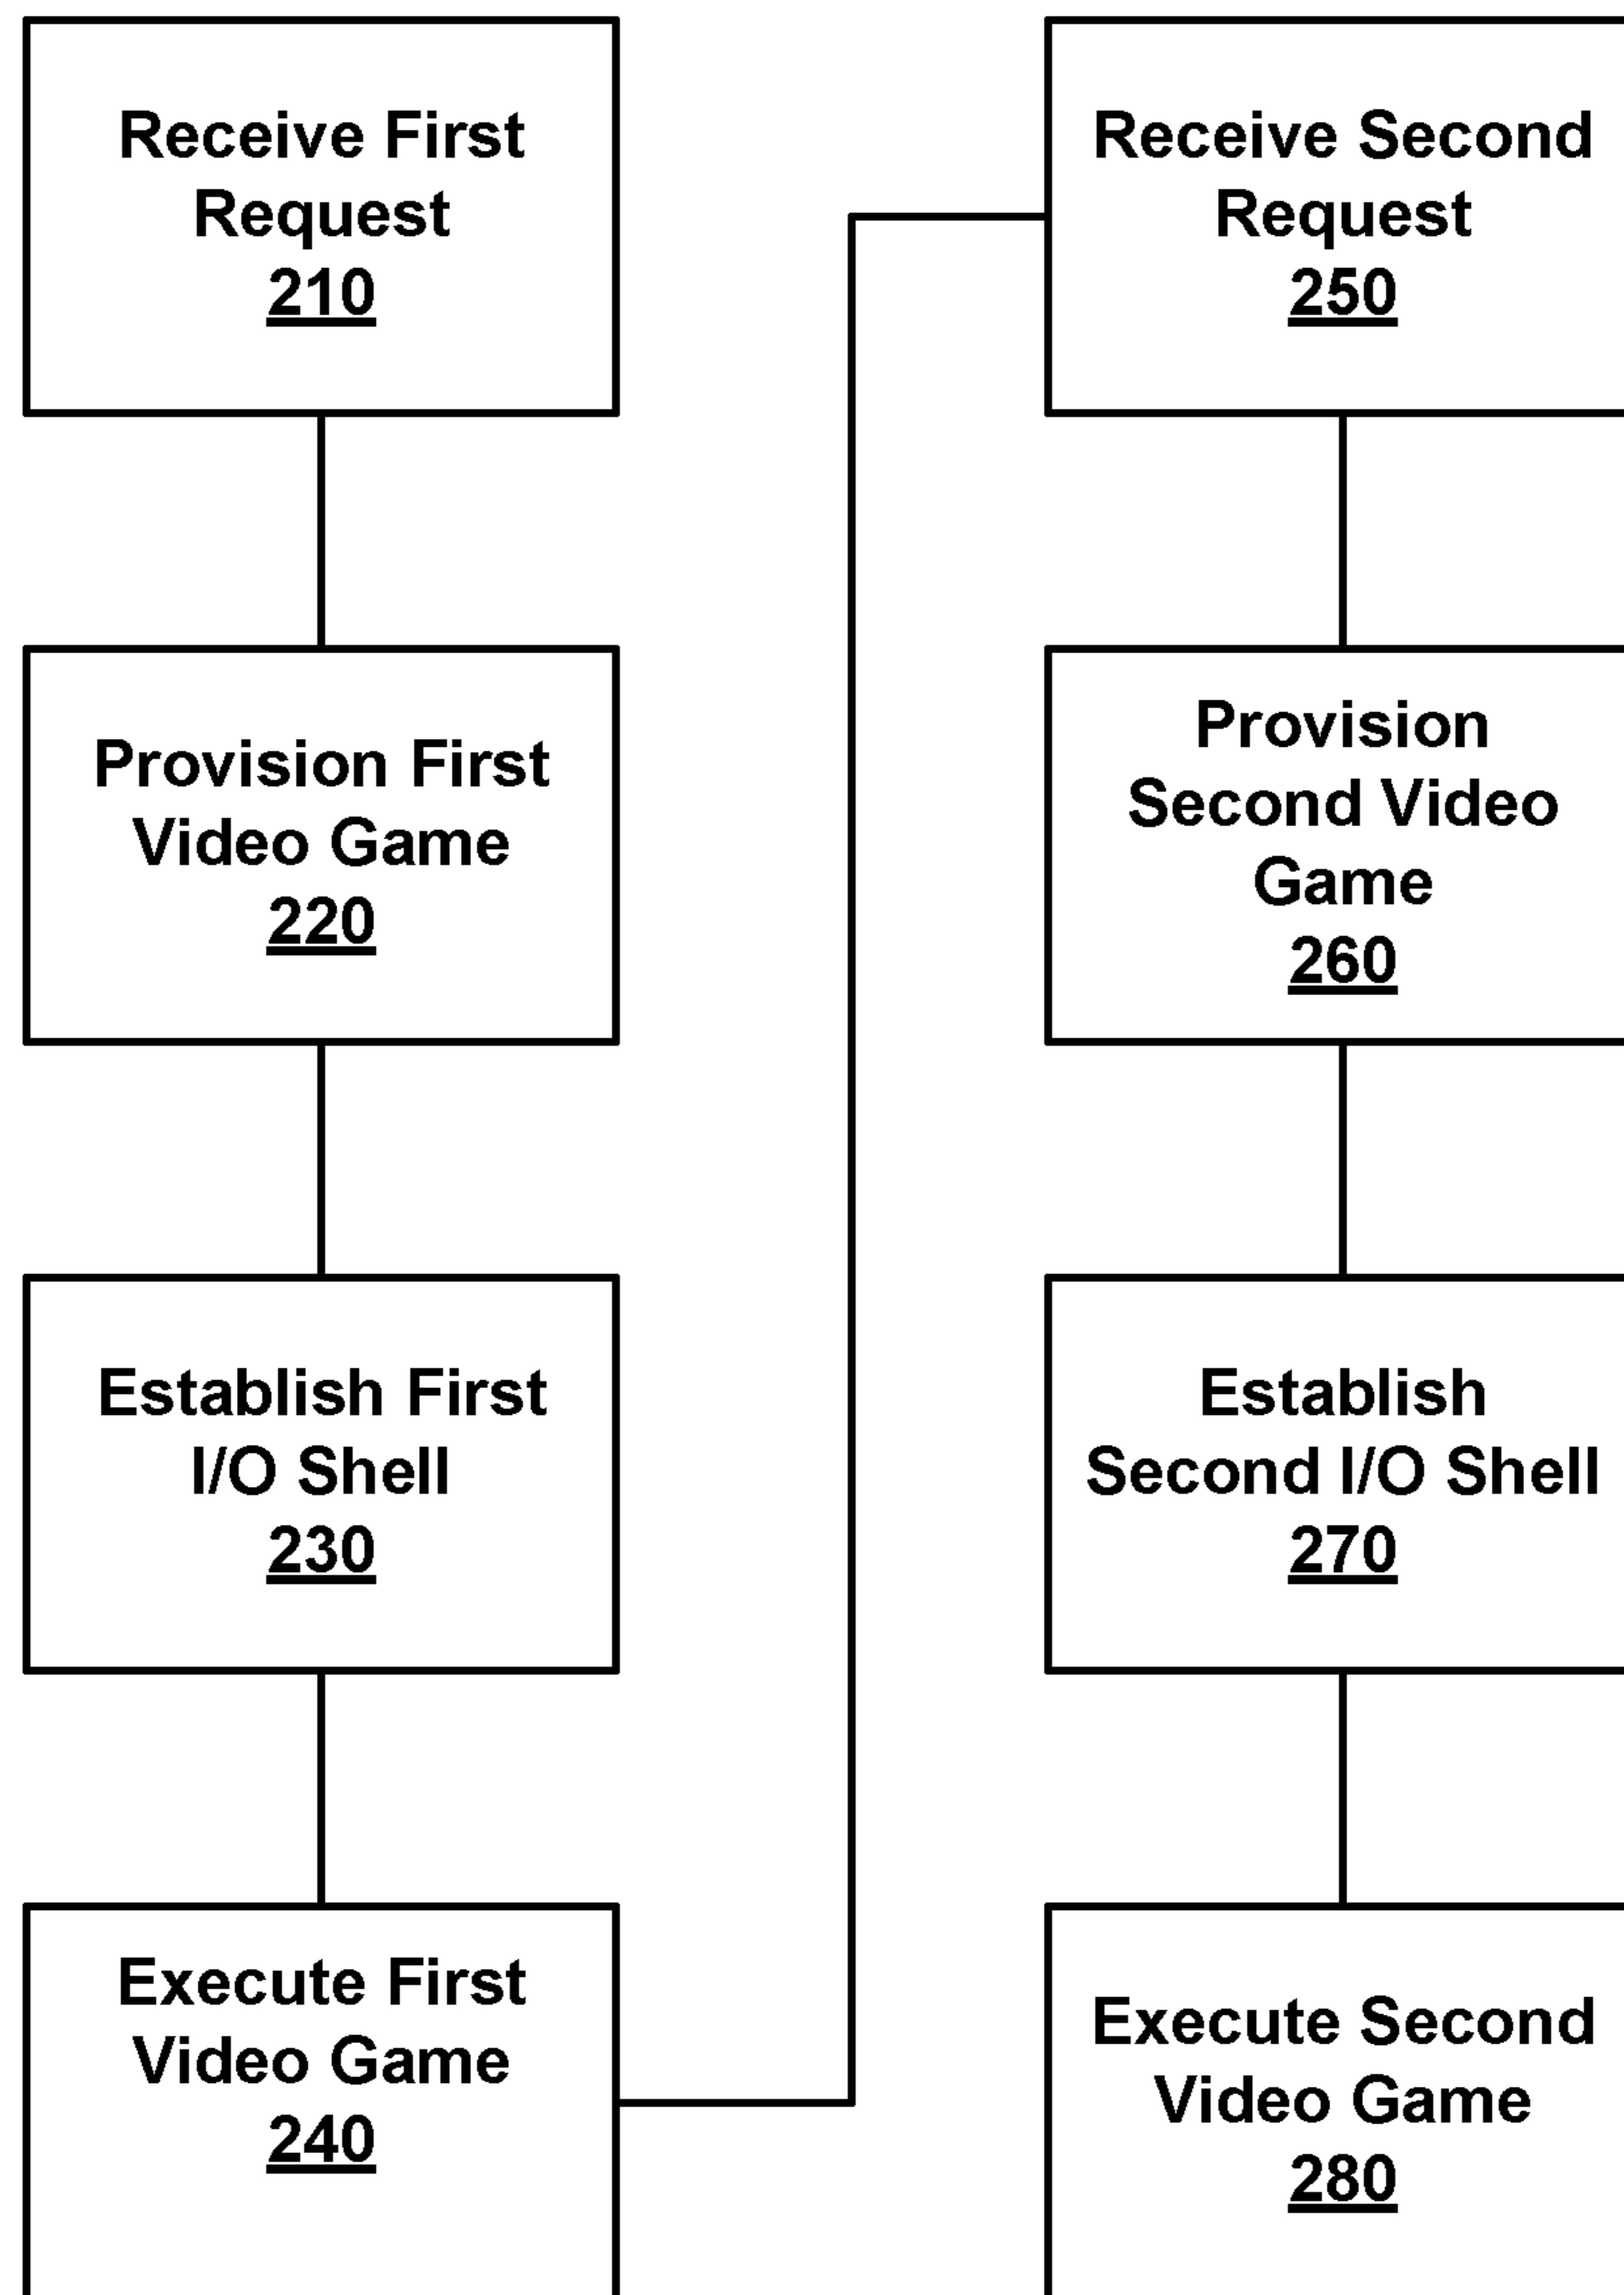 Receive First
Request
210
Provision First
Video Game
220
Establish First
I/O Shell
230
Execute First
Video Game
240
Receive Second
Request
250
Provision
Second Video
Game
260
Establish
Second I/O Shell
270
Execute Second
Video Game
280